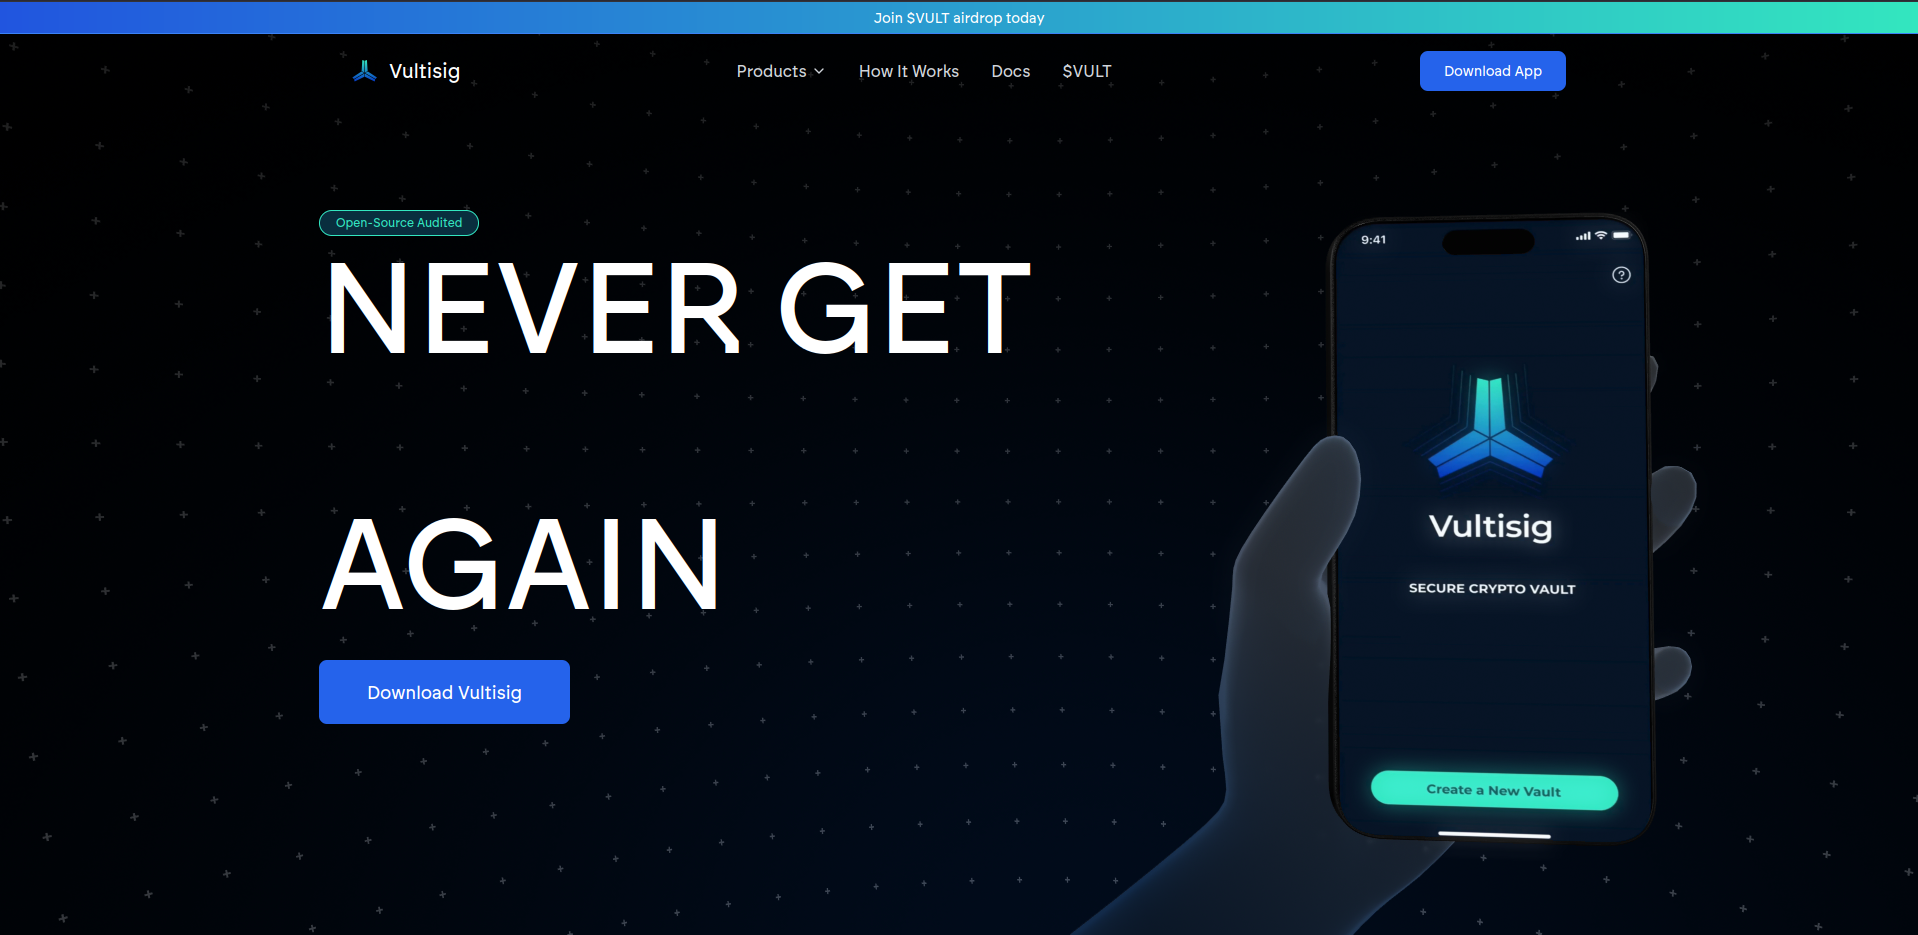 Join $VULT airdrop today
Vultisig
Products
How It Works
Docs
$VULT
Download App
Open-Source Audited
NEVER GET
AGAIN
Download Vultisig
9:41
?
Vultisig
SECURE CRYPTO VAULT
Create a New Vault